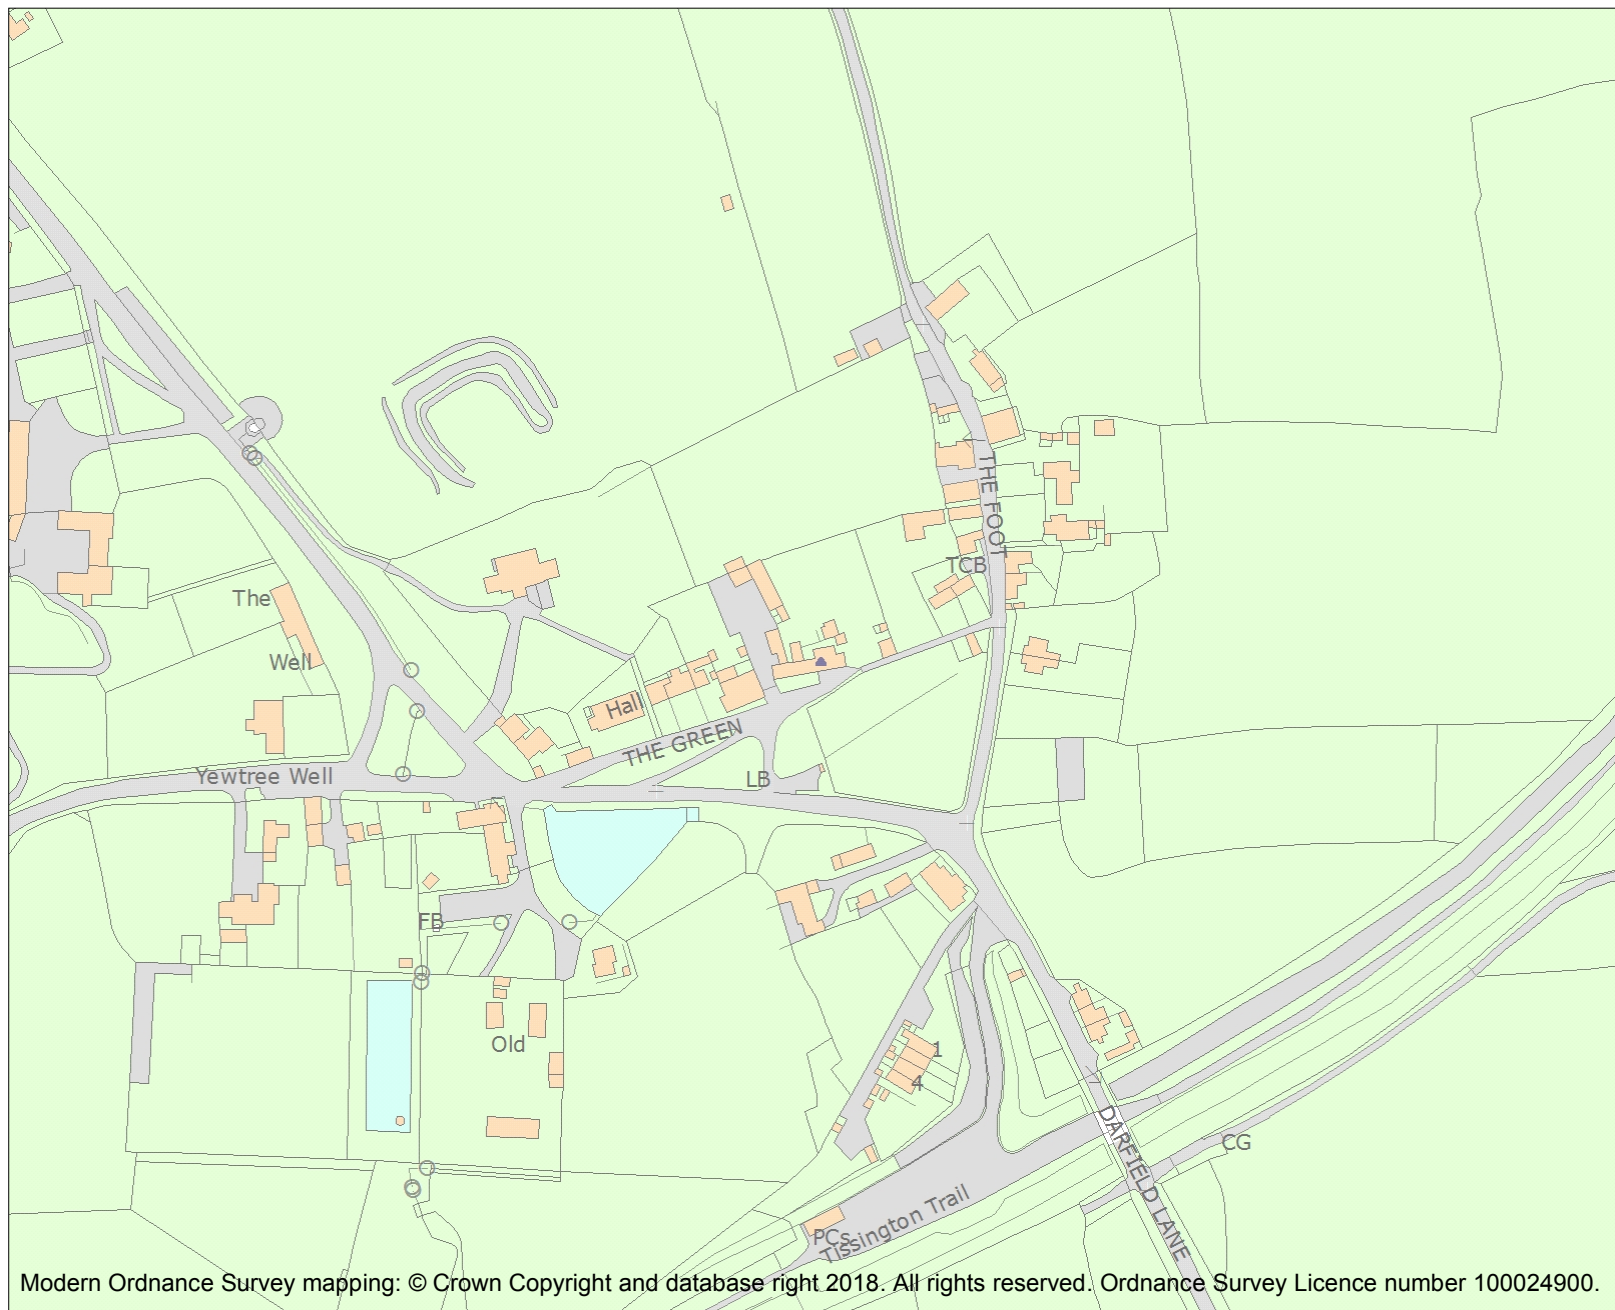 THE FOOT
TCB
The
Well
Hall
THE GREEN
Yewtree Well
LB
FB
Old
1
4
DARFIELD LANE
CG
PCs
Tissington Trail
Modern Ordnance Survey mapping: © Crown Copyright and database right 2018. All rights reserved. Ordnance Survey Licence number 100024900.